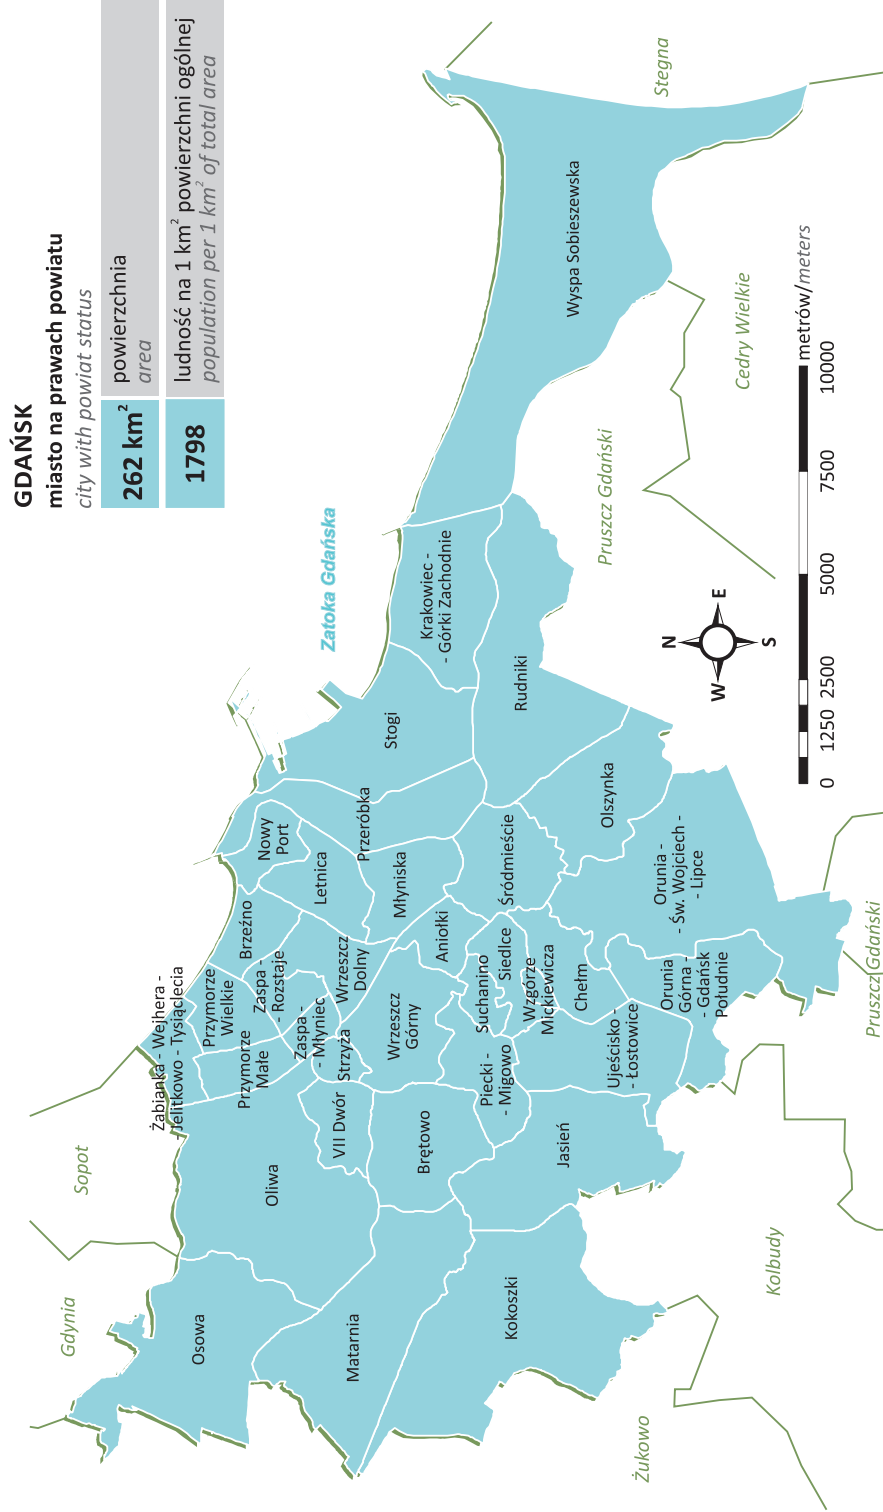 GDAŃSK
miasto na prawach powiatu
city with powiat status
262 km²
powierzchnia
area
1798
ludność na 1 km² powierzchni ogólnej
population per 1 km² of total area
Zatoka Gdańska
Gdynia
Sopot
Stegna
Cedry Wielkie
Pruszcz Gdański
Pruszcz Gdański
Kolbudy
Żukowo
Osowa
Oliwa
Matarnia
Kokoszki
Żabianka - Wejhera -
- Jelitkowo - Tysiąclecia
Przymorze
Wielkie
Przymorze
Małe
Brzeźno
Zaspa -
- Rozstaje
Zaspa -
- Młyniec
Nowy
Port
Letnica
Przeróbka
Stogi
Krakowiec -
- Górki Zachodnie
Wyspa Sobieszewska
Rudniki
Strzyża
VII Dwór
Wrzeszcz
Dolny
Wrzeszcz
Górny
Młyniska
Aniołki
Brętowo
Piecki -
- Migowo
Suchanino
Siedlce
Wzgórze
Mickiewicza
Śródmieście
Olszynka
Chełm
Jasień
Ujeścisko -
- Łostowice
Orunia
Górna -
- Gdańsk
Południe
Orunia -
- Św. Wojciech -
- Lipce
N
W
E
S
0 1250 2500 5000 7500 10000
metrów/meters